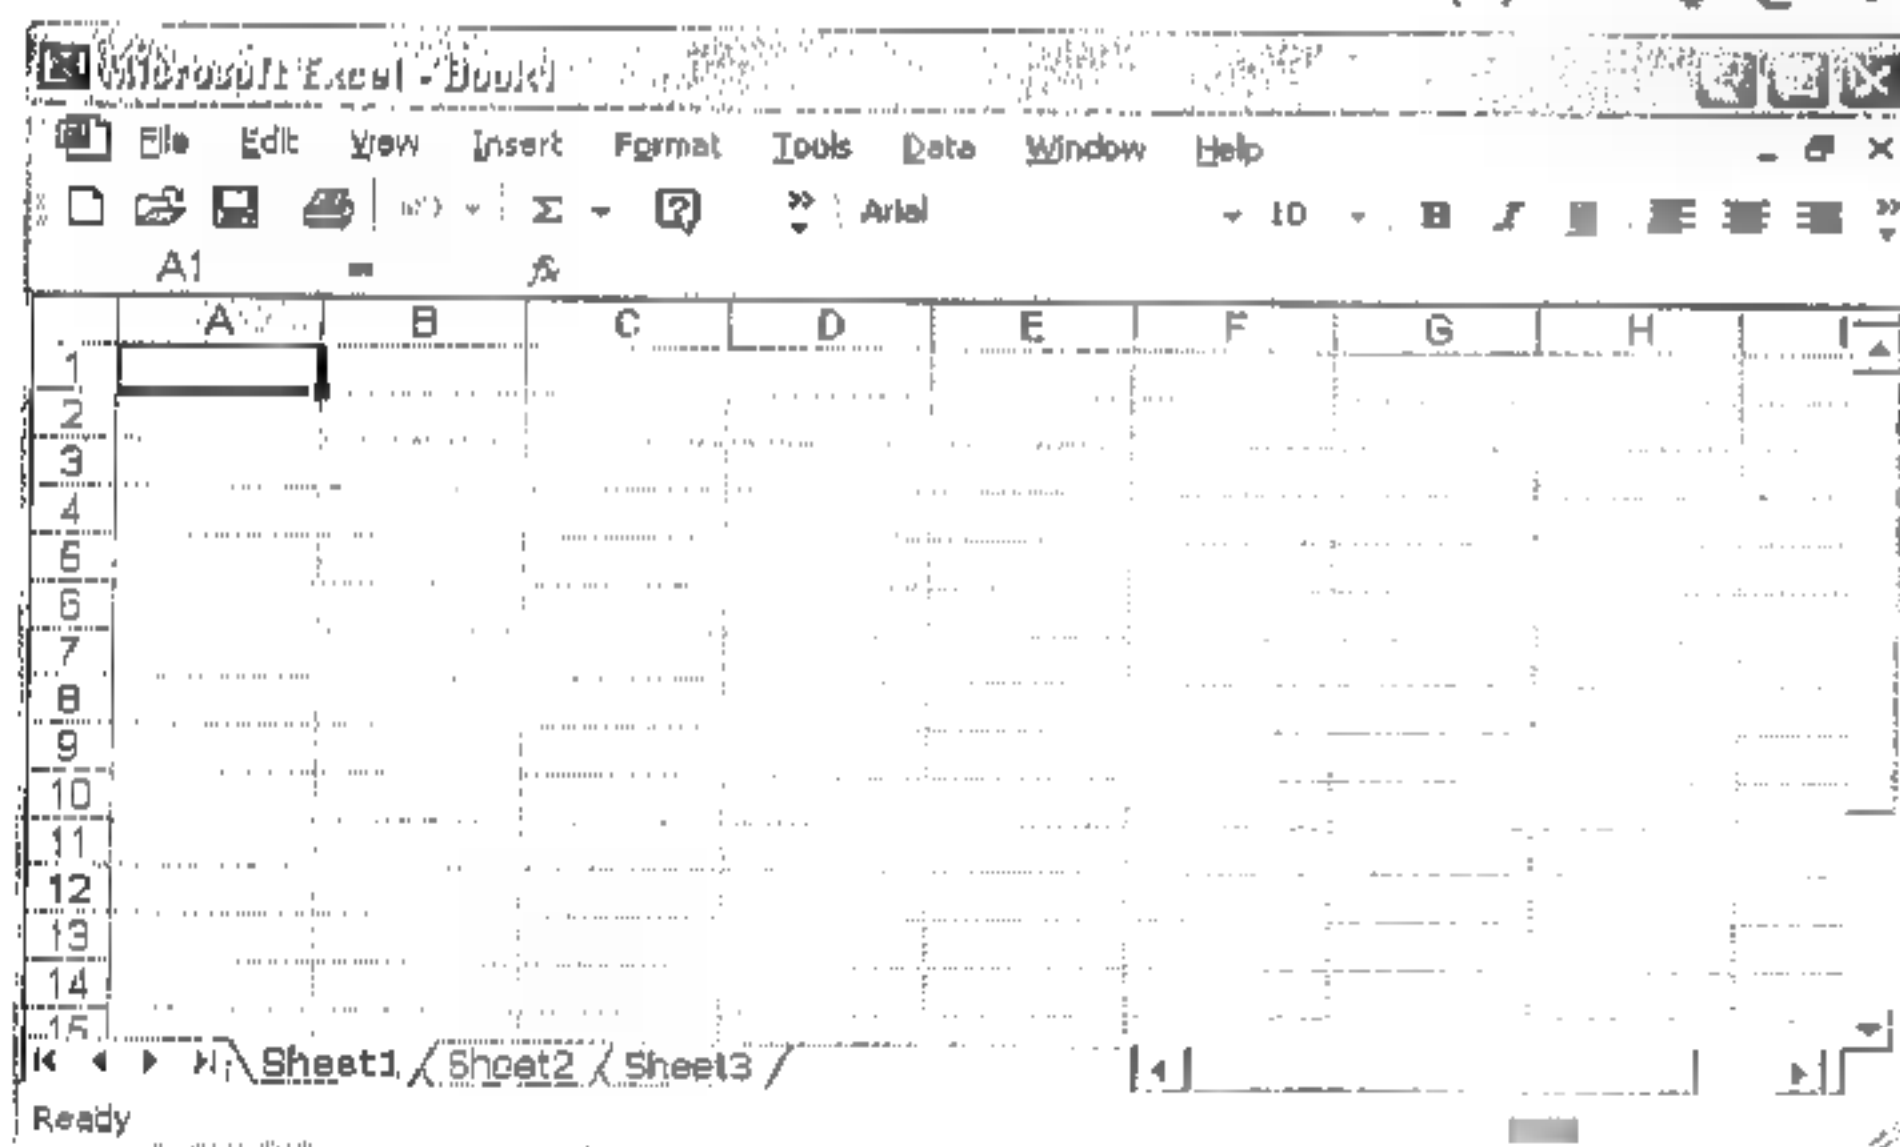 Microsoft Excel - Book1
File Edit View Insert Format Tools Data Window Help
Σ Arial 10 B I U
A1 fx
A B C D E F G H I
1
2
3
4
5
6
7
8
9
10
11
12
13
14
15
Sheet1 Sheet2 Sheet3
Ready